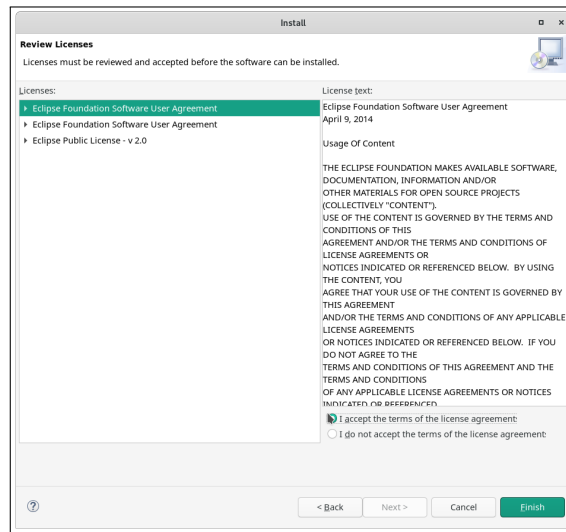 Install
Review Licenses
Licenses must be reviewed and accepted before the software can be installed.
Licenses:
Eclipse Foundation Software User Agreement
Eclipse Foundation Software User Agreement
Eclipse Public License - v 2.0
License text:
Eclipse Foundation Software User Agreement
April 9, 2014
Usage Of Content
THE ECLIPSE FOUNDATION MAKES AVAILABLE SOFTWARE,
DOCUMENTATION, INFORMATION AND/OR
OTHER MATERIALS FOR OPEN SOURCE PROJECTS
(COLLECTIVELY "CONTENT").
USE OF THE CONTENT IS GOVERNED BY THE TERMS AND
CONDITIONS OF THIS
AGREEMENT AND/OR THE TERMS AND CONDITIONS OF
LICENSE AGREEMENTS OR
NOTICES INDICATED OR REFERENCED BELOW. BY USING
THE CONTENT, YOU
AGREE THAT YOUR USE OF THE CONTENT IS GOVERNED BY
THIS AGREEMENT
AND/OR THE TERMS AND CONDITIONS OF ANY APPLICABLE
LICENSE AGREEMENTS
OR NOTICES INDICATED OR REFERENCED BELOW. IF YOU
DO NOT AGREE TO THE
TERMS AND CONDITIONS OF THIS AGREEMENT AND THE
TERMS AND CONDITIONS
OF ANY APPLICABLE LICENSE AGREEMENTS OR NOTICES
INDICATED OR REFERENCED
I accept the terms of the license agreement
I do not accept the terms of the license agreement
? < Back Next > Cancel Finish